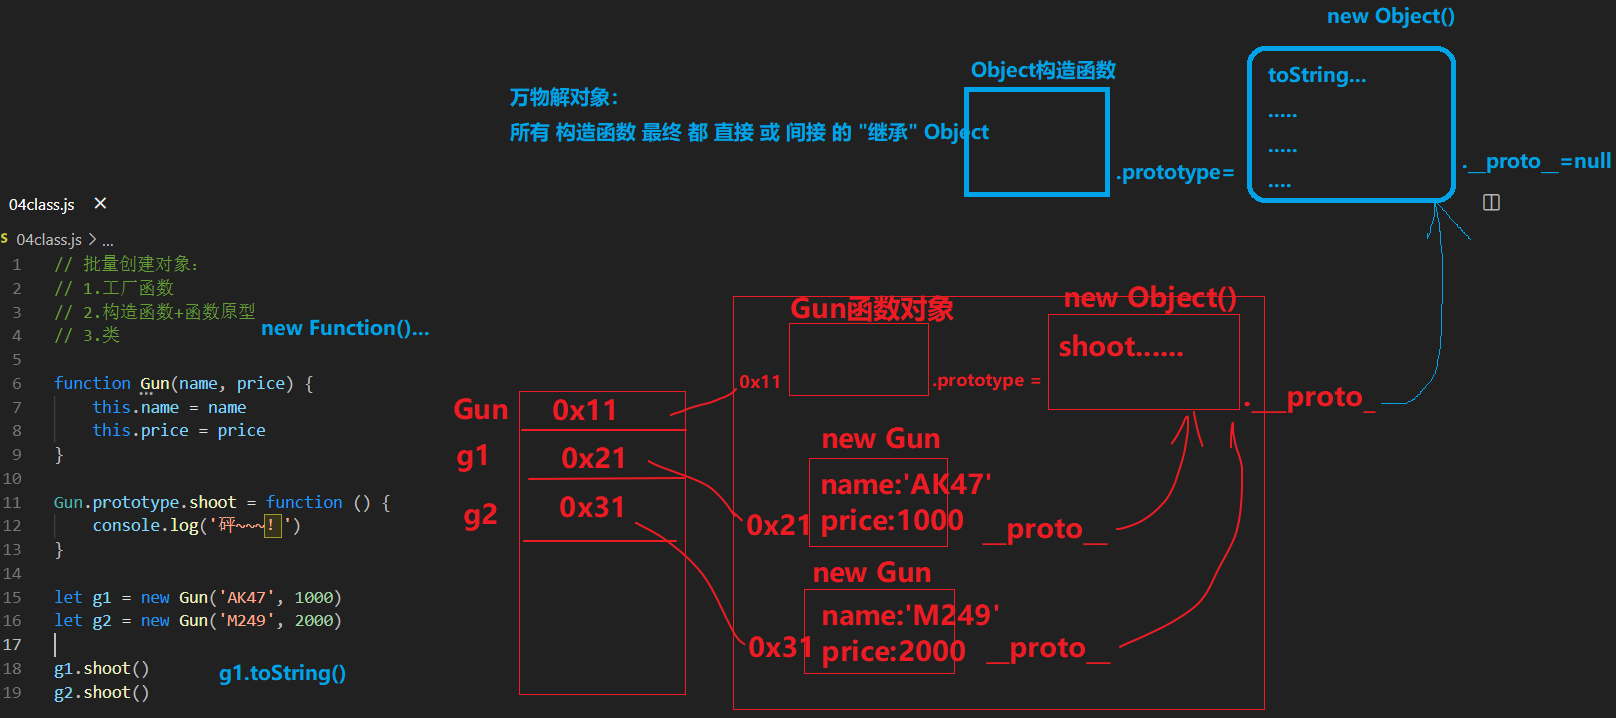 new Object()
Object构造函数
toString...
万物解对象：
.....
所有 构造函数 最终 都 直接 或 间接 的 "继承" Object
.....
.prototype=
....
.__proto__=null
04class.js ×
04class.js > ...
1 // 批量创建对象：
2 // 1.工厂函数
3 // 2.构造函数+函数原型
4 // 3.类
new Function()...
5
6 function Gun(name, price) {
7 this.name = name
8 this.price = price
9 }
10
11 Gun.prototype.shoot = function () {
12 console.log('砰~~~！')
13 }
14
15 let g1 = new Gun('AK47', 1000)
16 let g2 = new Gun('M249', 2000)
17
18 g1.shoot()
g1.toString()
19 g2.shoot()
Gun 0x11
g1 0x21
g2 0x31
Gun函数对象
new Object()
shoot......
0x11
.prototype =
.___proto_
new Gun
name:'AK47'
price:1000
0x21
__proto__
new Gun
name:'M249'
price:2000
0x31
__proto__